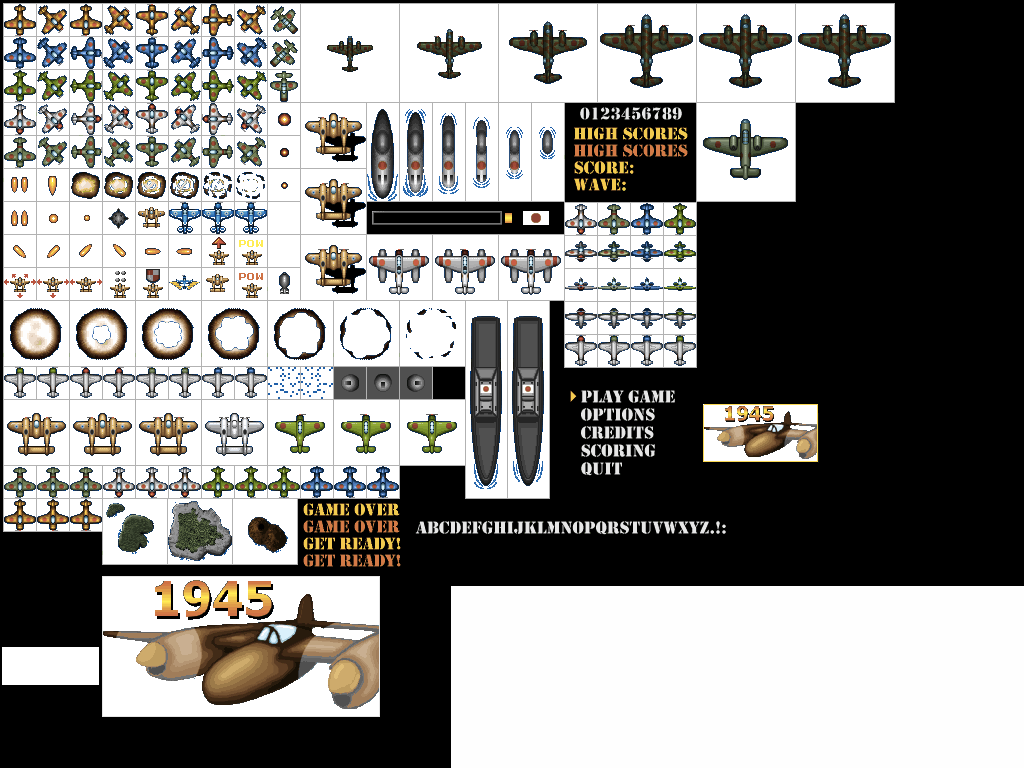 0123456789
HIGH SCORES
HIGH SCORES
SCORE:
WAVE:
POW
POW
PLAY GAME
OPTIONS
CREDITS
SCORING
QUIT
1945
GAME OVER
GAME OVER
GET READY!
GET READY!
ABCDEFGHIJKLMNOPQRSTUVWXYZ.!:
1945